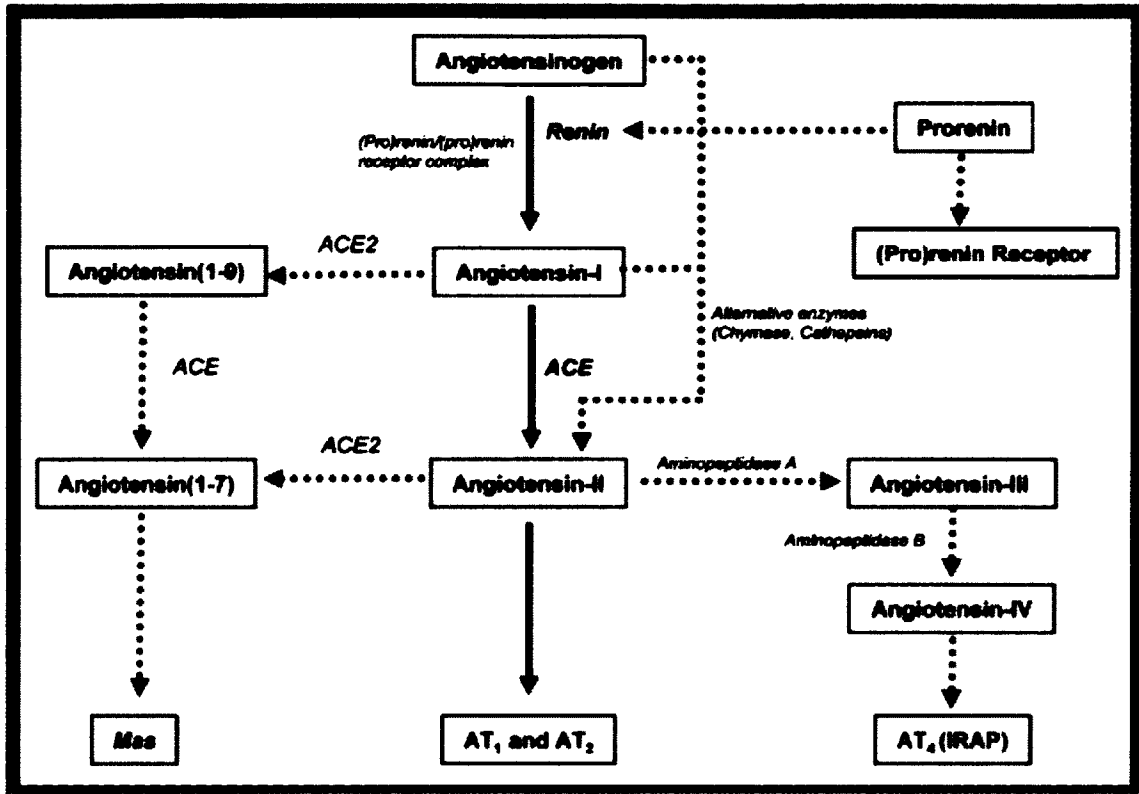 Angiotensinogen
(Pro)renin/(pro)renin
receptor complex
Renin
Prorenin
(Pro)renin Receptor
ACE2
Angiotensin(1-9)
Angiotensin-I
Alternative enzymes
(Chymase, Cathepsins)
ACE
ACE
ACE2
Angiotensin(1-7)
Angiotensin-II
Aminopeptidase A
Angiotensin-III
Aminopeptidase B
Angiotensin-IV
Mas
AT₁ and AT₂
AT₄ (IRAP)